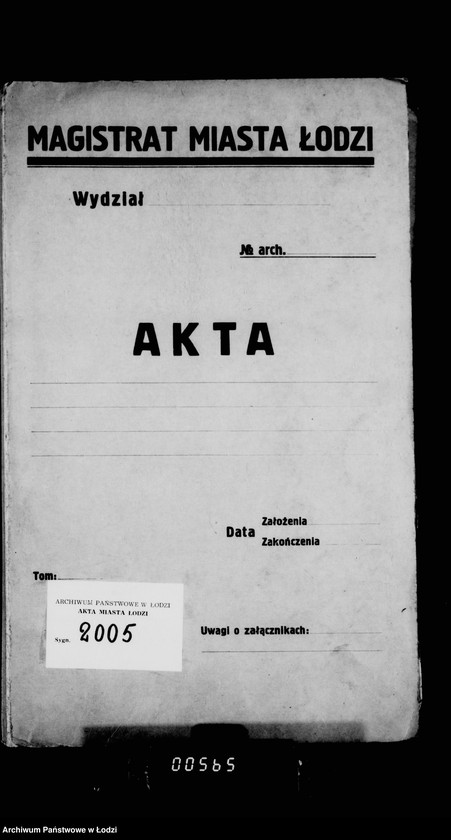 MAGISTRAT MIASTA ŁODZI
Wydział
№ arch.
AKTA
Założenia
Data
Zakończenia
Tom:
ARCHIWUM PAŃSTWOWE W ŁODZI
AKTA MIASTA ŁODZI
Sygn. 2005
Uwagi o załącznikach:
00565
Archiwum Państwowe w Łodzi